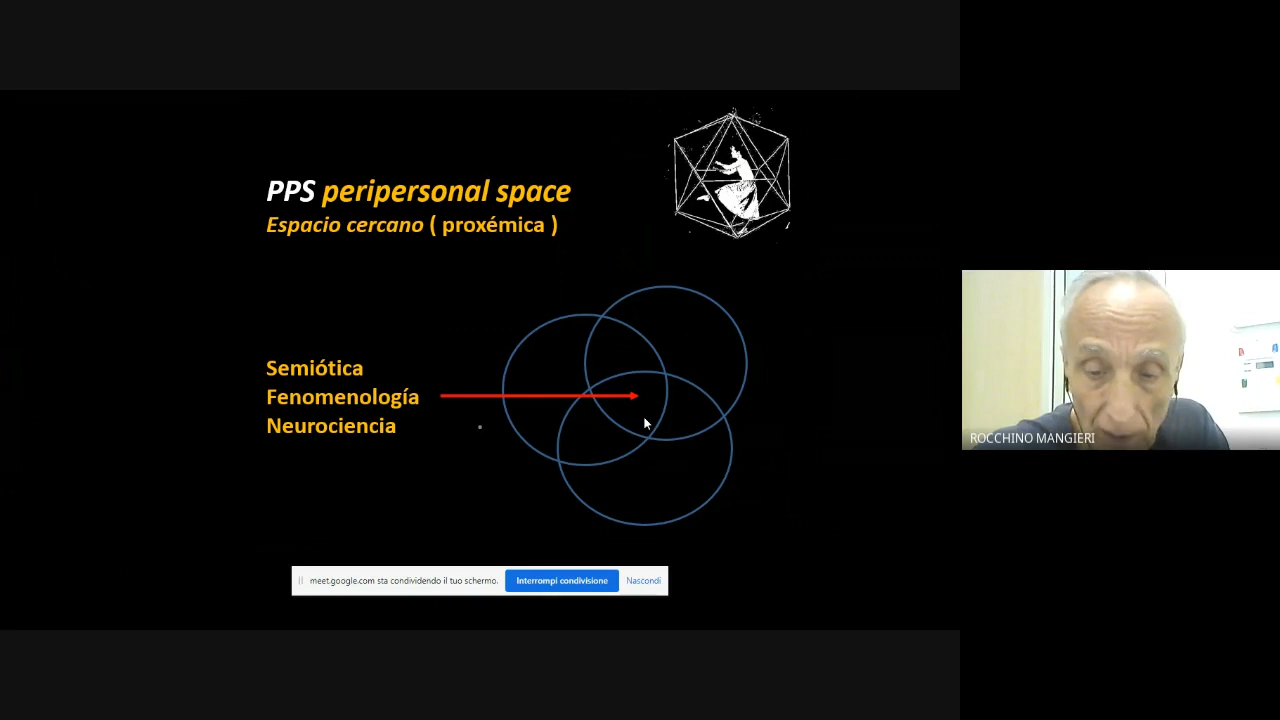 PPS peripersonal space
Espacio cercano ( proxémica )
Semiótica
Fenomenología
Neurociencia
meet.google.com sta condividendo il tuo schermo.
Interrompi condivisione
Nascondi
ROCCHINO MANGIERI